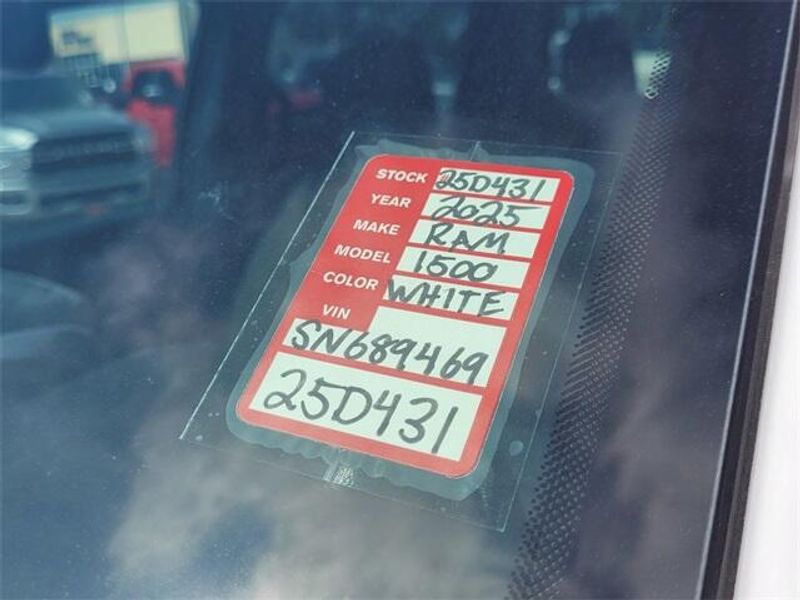 STOCK 25D431
YEAR 2025
MAKE RAM
MODEL 1500
COLOR WHITE
VIN
SN689469
25D431